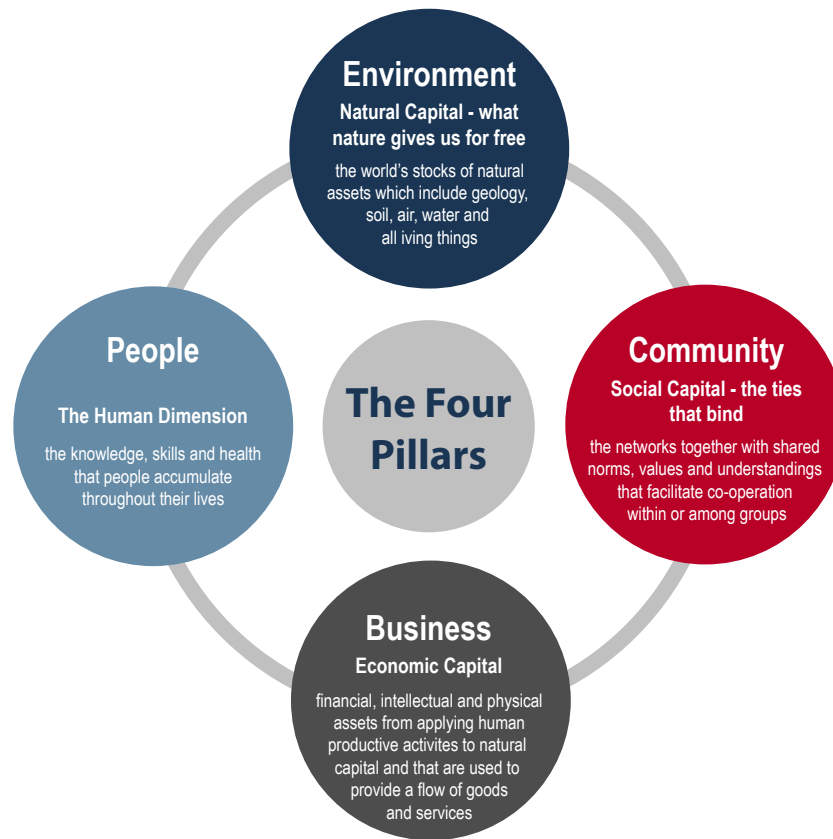 Environment
Natural Capital - what
nature gives us for free
the world's stocks of natural
assets which include geology,
soil, air, water and
all iving things
People
The Human Dimension
the knowledge, skills and health
that people accumulate
throughout their lives
The Four
Pillars
Community
Social Capital - the ties
that bind
the networks together with shared
norms, values and understandings
that facilitate co-operation
within or among groups
Business
Economic Capital
financial, intellectual and physical
assets from applying human
productive activites to natural
capital and that are used to
provide a flow of goods
and services